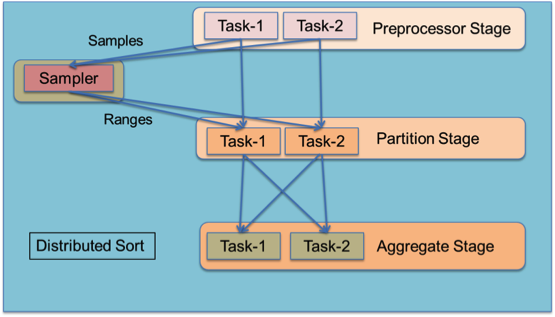 Samples
Task-1 Task-2 Preprocessor Stage
Sampler
Ranges
Task-1 Task-2 Partition Stage
Distributed Sort
Task-1 Task-2 Aggregate Stage